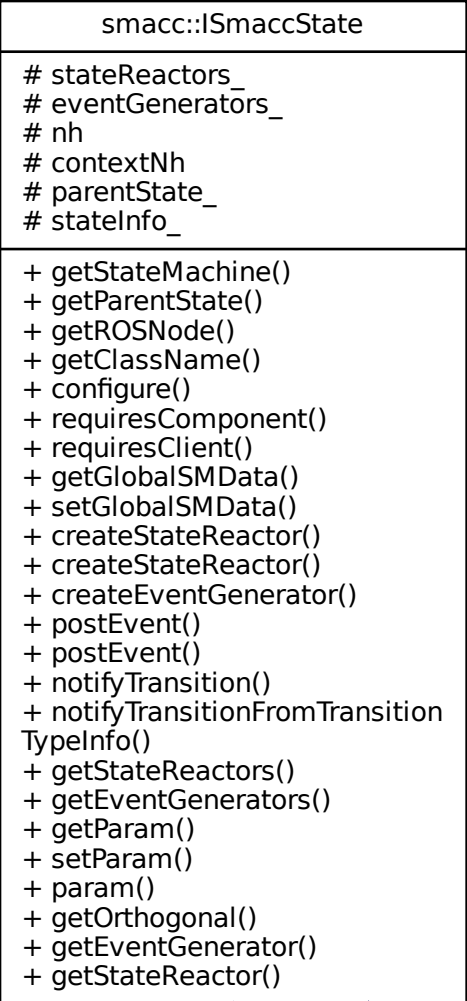 smacc::ISmaccState
# stateReactors_
# eventGenerators_
# nh
# contextNh
# parentState_
# stateInfo_
+ getStateMachine()
+ getParentState()
+ getROSNode()
+ getClassName()
+ configure()
+ requiresComponent()
+ requiresClient()
+ getGlobalSMData()
+ setGlobalSMData()
+ createStateReactor()
+ createStateReactor()
+ createEventGenerator()
+ postEvent()
+ postEvent()
+ notifyTransition()
+ notifyTransitionFromTransition
TypeInfo()
+ getStateReactors()
+ getEventGenerators()
+ getParam()
+ setParam()
+ param()
+ getOrthogonal()
+ getEventGenerator()
+ getStateReactor()